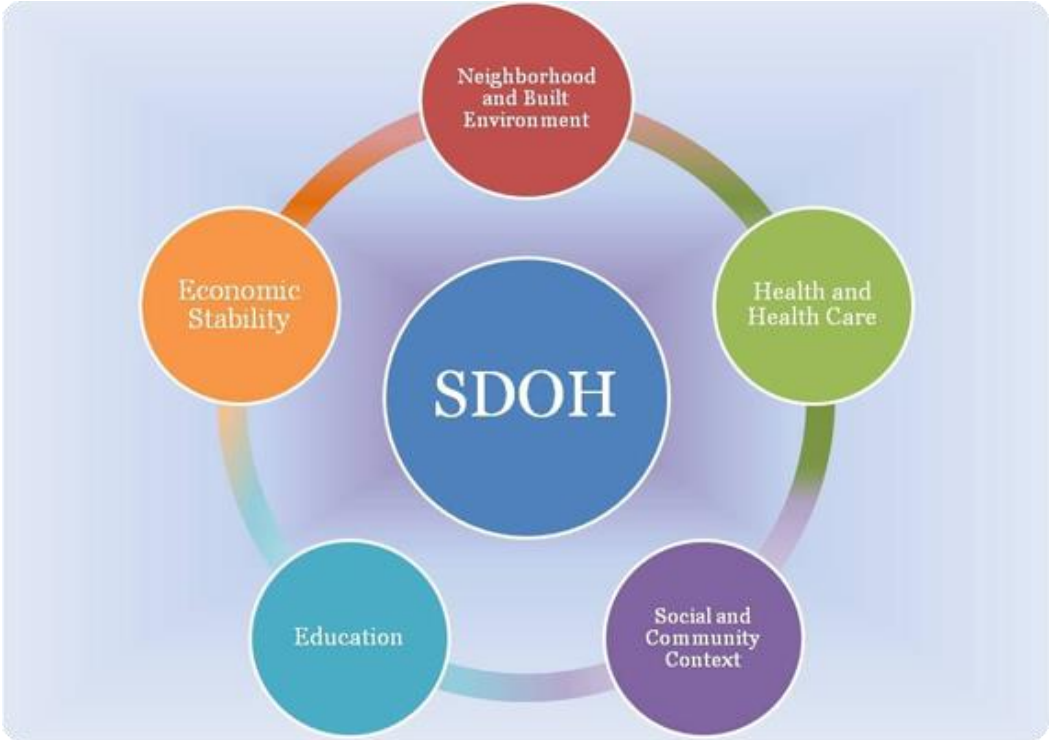 Neighborhood
and Built
Environment
Economic
Stability
Health and
Health Care
SDOH
Education
Social and
Community
Context